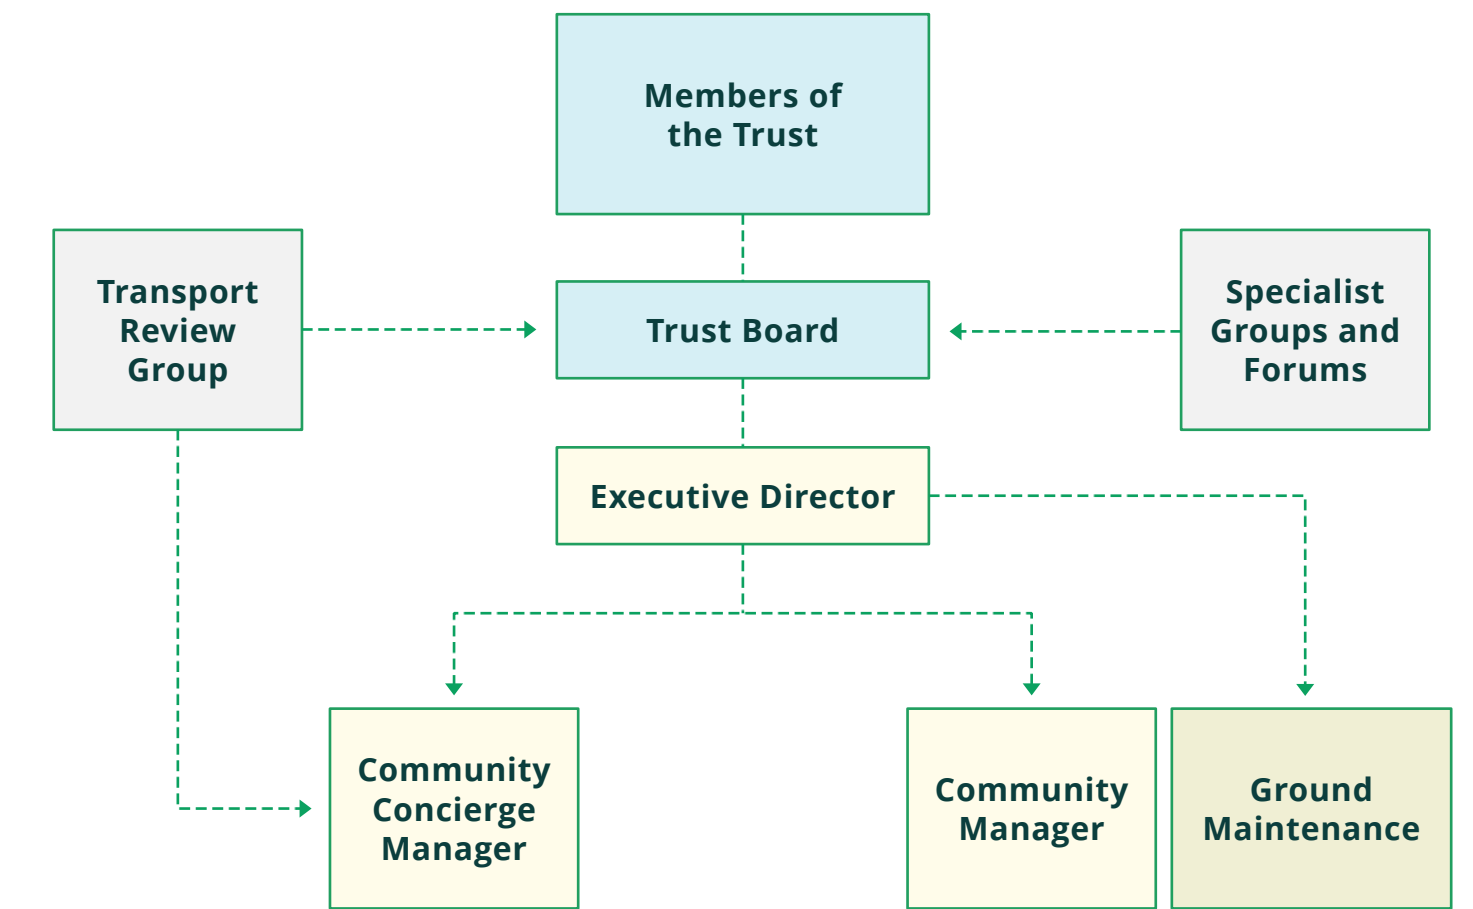 Members of
the Trust
Transport
Review
Group
Trust Board
Specialist
Groups and
Forums
Executive Director
Community
Concierge
Manager
Community
Manager
Ground
Maintenance